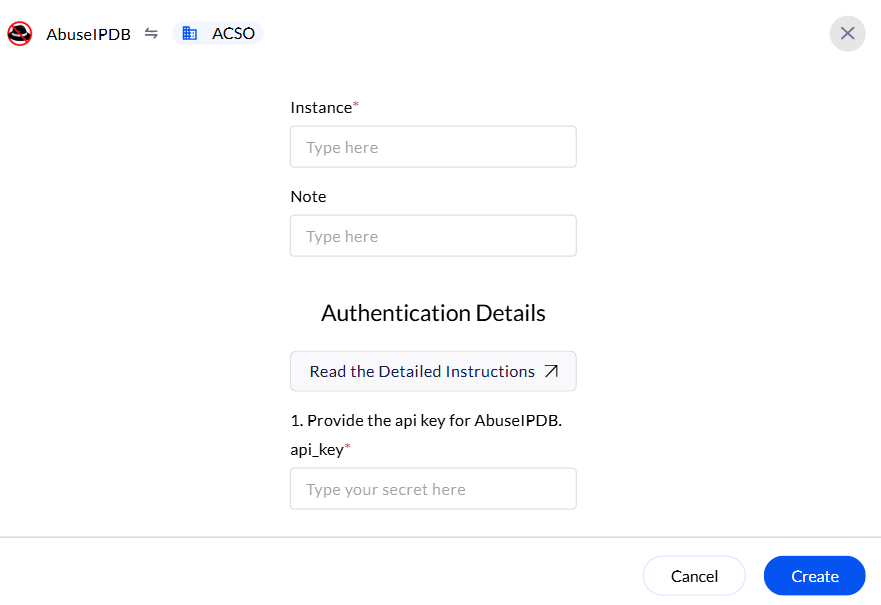 AbuseIPDB ⇋ ACSO
Instance*
Type here
Note
Type here
Authentication Details
Read the Detailed Instructions
1. Provide the api key for AbuseIPDB.
api_key*
Type your secret here
Cancel Create